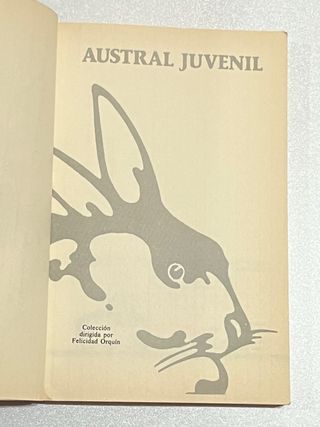 AUSTRAL JUVENIL
Colección
dirigida por
Felicidad Orquín